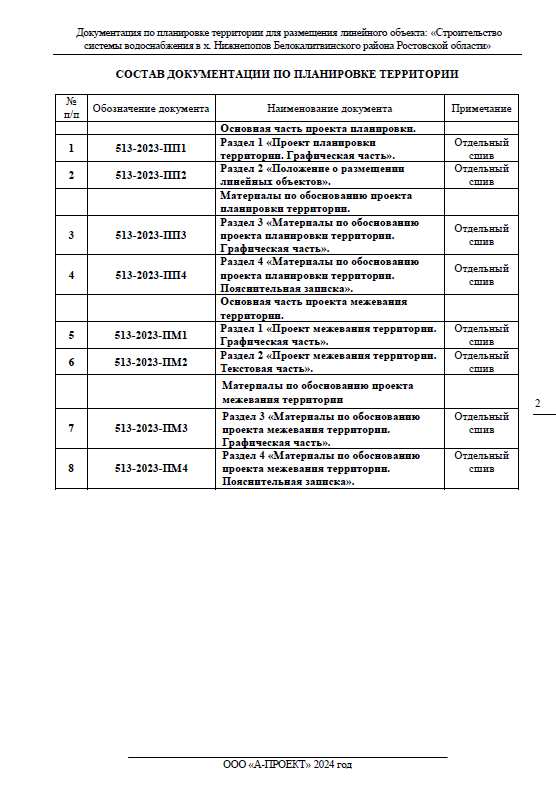 Документация по планировке территории для размещения линейного объекта: «Строительство
системы водоснабжения в х. Нижнепопов Белокалитвинского района Ростовской области»
СОСТАВ ДОКУМЕНТАЦИИ ПО ПЛАНИРОВКЕ ТЕРРИТОРИИ
№
п/п
Обозначение документа
Наименование документа
Примечание
Основная часть проекта планировки.
1
513-2023-ПП1
Раздел 1 «Проект планировки
территории. Графическая часть».
Отдельный
сшив
2
513-2023-ПП2
Раздел 2 «Положение о размещении
линейных объектов».
Отдельный
сшив
Материалы по обоснованию проекта
планировки территории.
3
513-2023-ПП3
Раздел 3 «Материалы по обоснованию
проекта планировки территории.
Графическая часть».
Отдельный
сшив
4
513-2023-ПП4
Раздел 4 «Материалы по обоснованию
проекта планировки территории.
Пояснительная записка».
Отдельный
сшив
Основная часть проекта межевания
территории.
5
513-2023-ПМ1
Раздел 1 «Проект межевания территории.
Графическая часть».
Отдельный
сшив
6
513-2023-ПМ2
Раздел 2 «Проект межевания территории.
Текстовая часть».
Отдельный
сшив
Материалы по обоснованию проекта
межевания территории
2
7
513-2023-ПМ3
Раздел 3 «Материалы по обоснованию
проекта межевания территории.
Графическая часть».
Отдельный
сшив
8
513-2023-ПМ4
Раздел 4 «Материалы по обоснованию
проекта межевания территории.
Пояснительная записка».
Отдельный
сшив
ООО «А-ПРОЕКТ» 2024 год